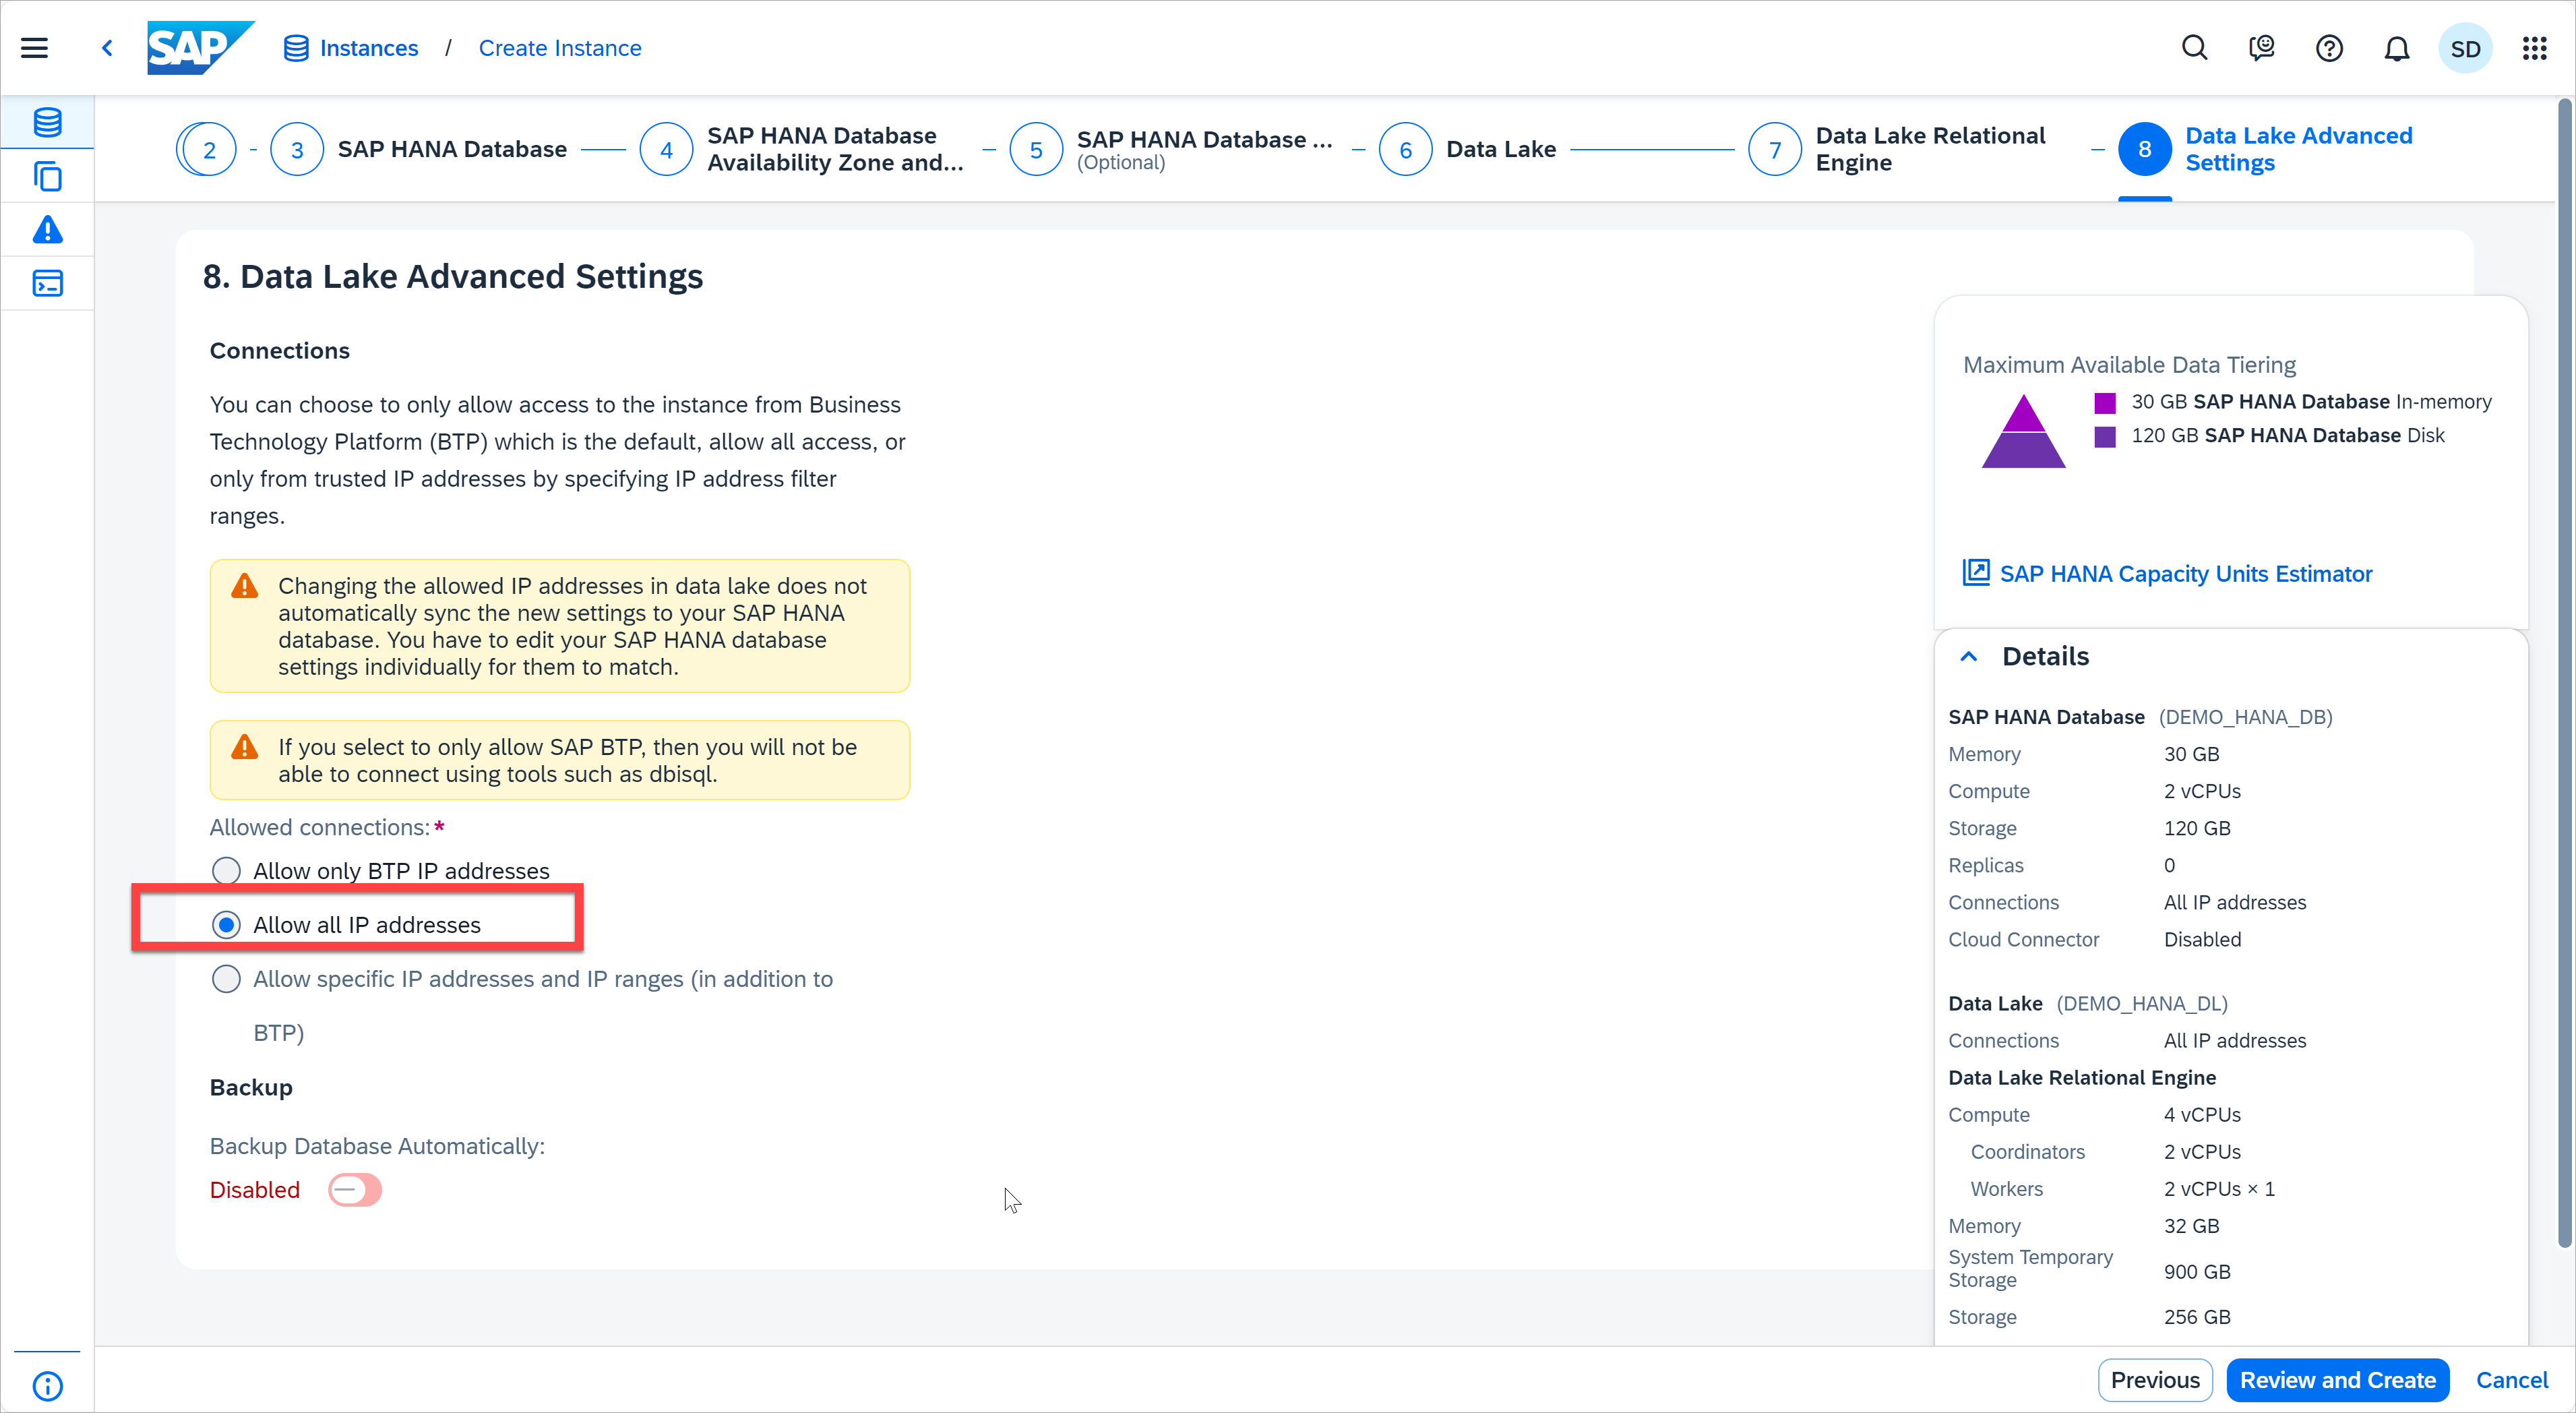 SAP Instances / Create Instance SD
2 3 SAP HANA Database 4 SAP HANA Database
Availability Zone and... 5 SAP HANA Database ...
(Optional) 6 Data Lake 7 Data Lake Relational
Engine 8 Data Lake Advanced
Settings
8. Data Lake Advanced Settings
Connections
You can choose to only allow access to the instance from Business
Technology Platform (BTP) which is the default, allow all access, or
only from trusted IP addresses by specifying IP address filter
ranges.
Changing the allowed IP addresses in data lake does not
automatically sync the new settings to your SAP HANA
database. You have to edit your SAP HANA database
settings individually for them to match.
If you select to only allow SAP BTP, then you will not be
able to connect using tools such as dbisql.
Allowed connections:*
Allow only BTP IP addresses
Allow all IP addresses
Allow specific IP addresses and IP ranges (in addition to
BTP)
Backup
Backup Database Automatically:
Disabled
Maximum Available Data Tiering
30 GB SAP HANA Database In-memory
120 GB SAP HANA Database Disk
SAP HANA Capacity Units Estimator
Details
SAP HANA Database (DEMO_HANA_DB)
Memory 30 GB
Compute 2 vCPUs
Storage 120 GB
Replicas 0
Connections All IP addresses
Cloud Connector Disabled
Data Lake (DEMO_HANA_DL)
Connections All IP addresses
Data Lake Relational Engine
Compute 4 vCPUs
Coordinators 2 vCPUs
Workers 2 vCPUs × 1
Memory 32 GB
System Temporary
Storage 900 GB
Storage 256 GB
Previous Review and Create Cancel